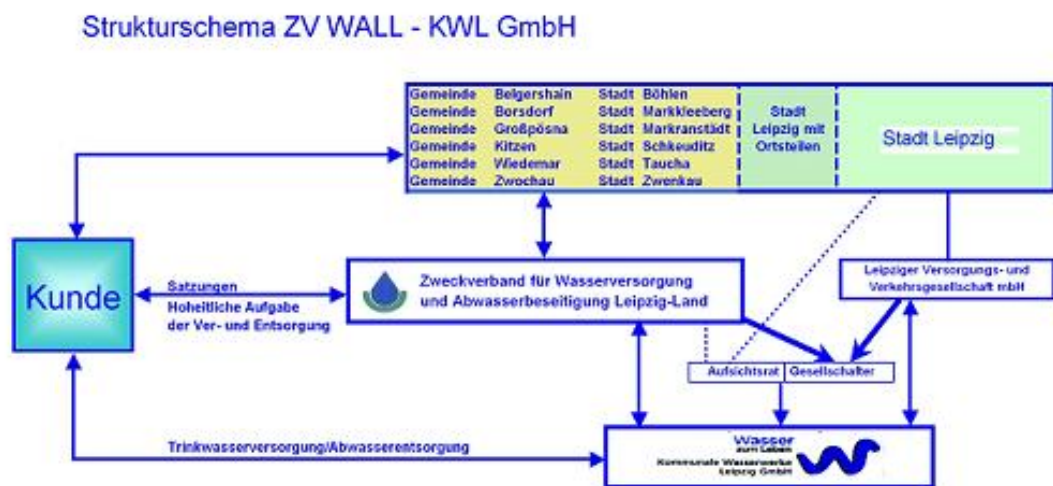 Strukturschema ZV WALL - KWL GmbH
Gemeinde Belgershain Stadt Böhlen
Gemeinde Borsdorf Stadt Markkleeberg
Gemeinde Großpösna Stadt Markranstädt
Gemeinde Kitzen Stadt Schkeuditz
Gemeinde Wiedemar Stadt Taucha
Gemeinde Zwochau Stadt Zwenkau
Stadt
Leipzig mit
Ortsteilen
Stadt Leipzig
Kunde
Satzungen
Hoheitliche Aufgabe
der Ver- und Entsorgung
Zweckverband für Wasserversorgung
und Abwasserbeseitigung Leipzig-Land
Leipziger Versorgungs- und
Verkehrsgesellschaft mbH
Aufsichtsrat Gesellschafter
Trinkwasserversorgung/Abwasserentsorgung
Wasser
zum Leben
Kommunale Wasserwerke
Leipzig GmbH